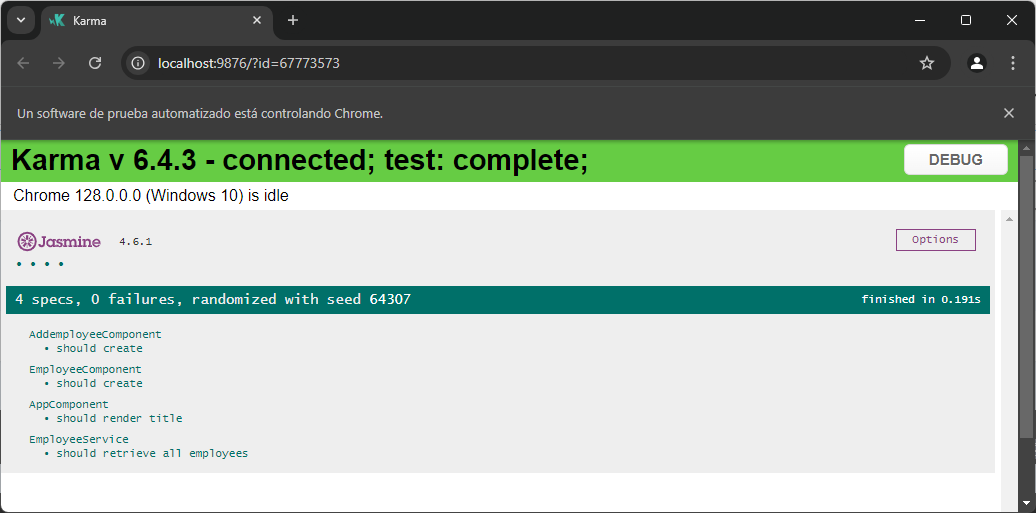 Karma
localhost:9876/?id=67773573
Un software de prueba automatizado está controlando Chrome.
Karma v 6.4.3 - connected; test: complete;
DEBUG
Chrome 128.0.0.0 (Windows 10) is idle
Jasmine 4.6.1
Options
4 specs, 0 failures, randomized with seed 64307
finished in 0.191s
AddemployeeComponent
• should create
EmployeeComponent
• should create
AppComponent
• should render title
EmployeeService
• should retrieve all employees